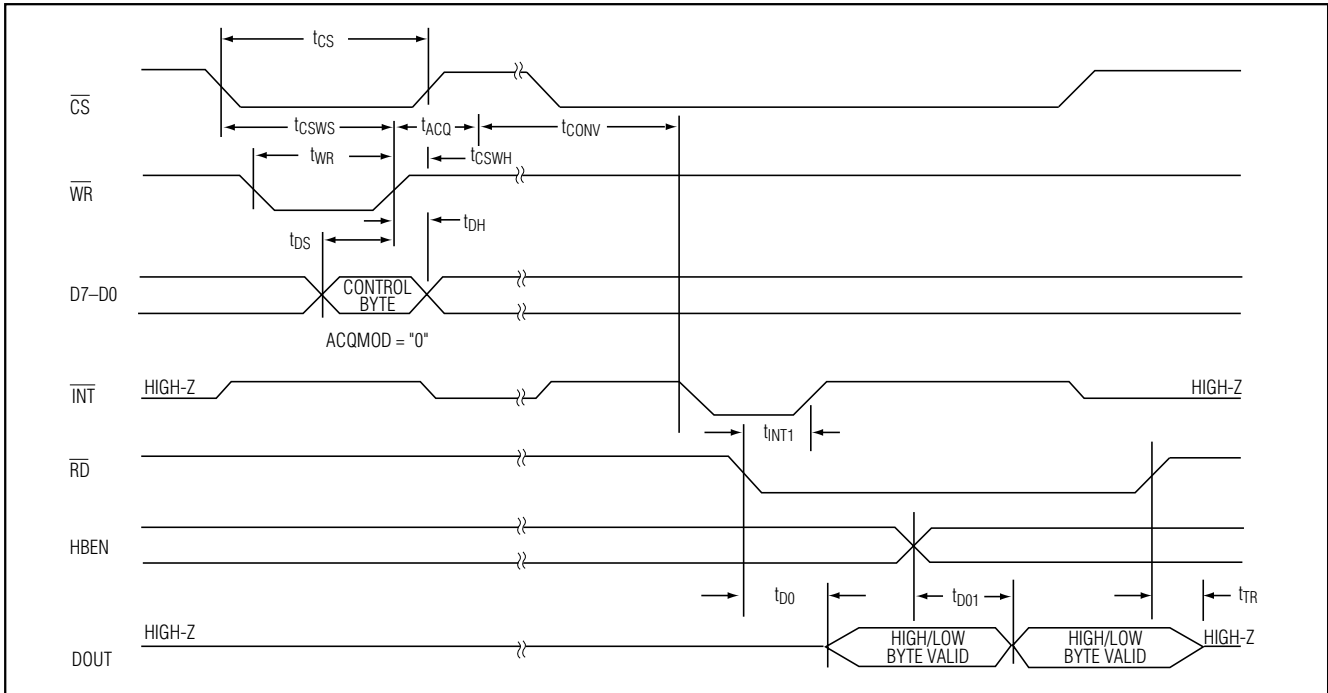 tCS
CS
tCSWS
tACQ
tCONV
tWR
tCSWH
WR
tDH
tDS
D7–D0
CONTROL
BYTE
ACQMOD = "0"
INT
HIGH-Z
HIGH-Z
tINT1
RD
HBEN
tD0
tD01
tTR
DOUT
HIGH-Z
HIGH/LOW
BYTE VALID
HIGH/LOW
BYTE VALID
HIGH-Z